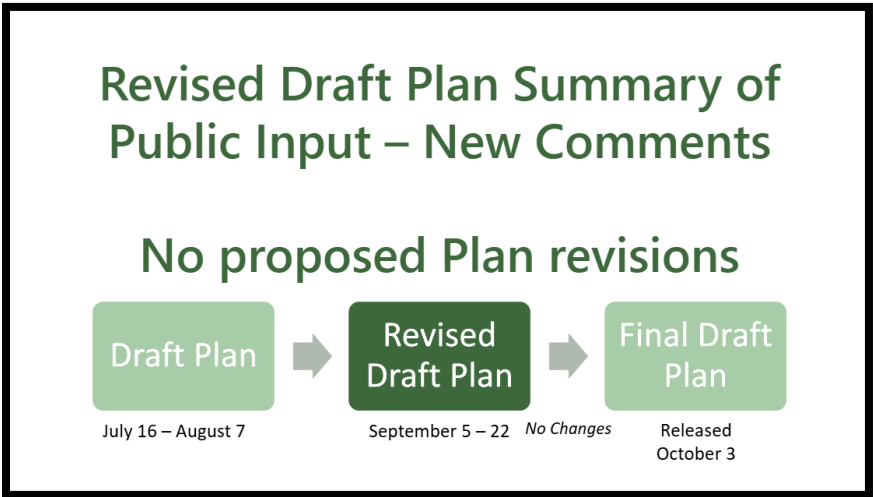 Revised Draft Plan Summary of
Public Input – New Comments
No proposed Plan revisions
Draft Plan
Revised
Draft Plan
Final Draft
Plan
July 16 – August 7
September 5 – 22
No Changes
Released
October 3